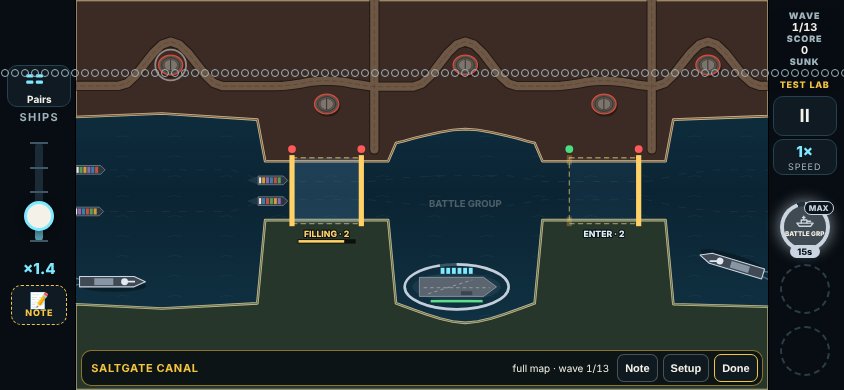 WAVE
1/13
SCORE
0
SUNK
TEST LAB
Pairs
SHIPS
II
1×
SPEED
BATTLE GROUP
MAX
BATTLE GRP
15s
FILLING · 2
ENTER · 2
×1.4
NOTE
SALTGATE CANAL
full map · wave 1/13
Note
Setup
Done